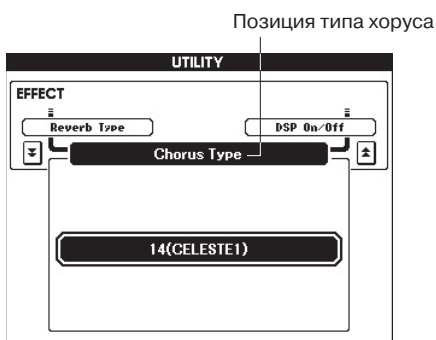 Позиция типа хоруса
UTILITY
EFFECT
Reverb Type DSP On/Off
Chorus Type
14(CELESTE1)